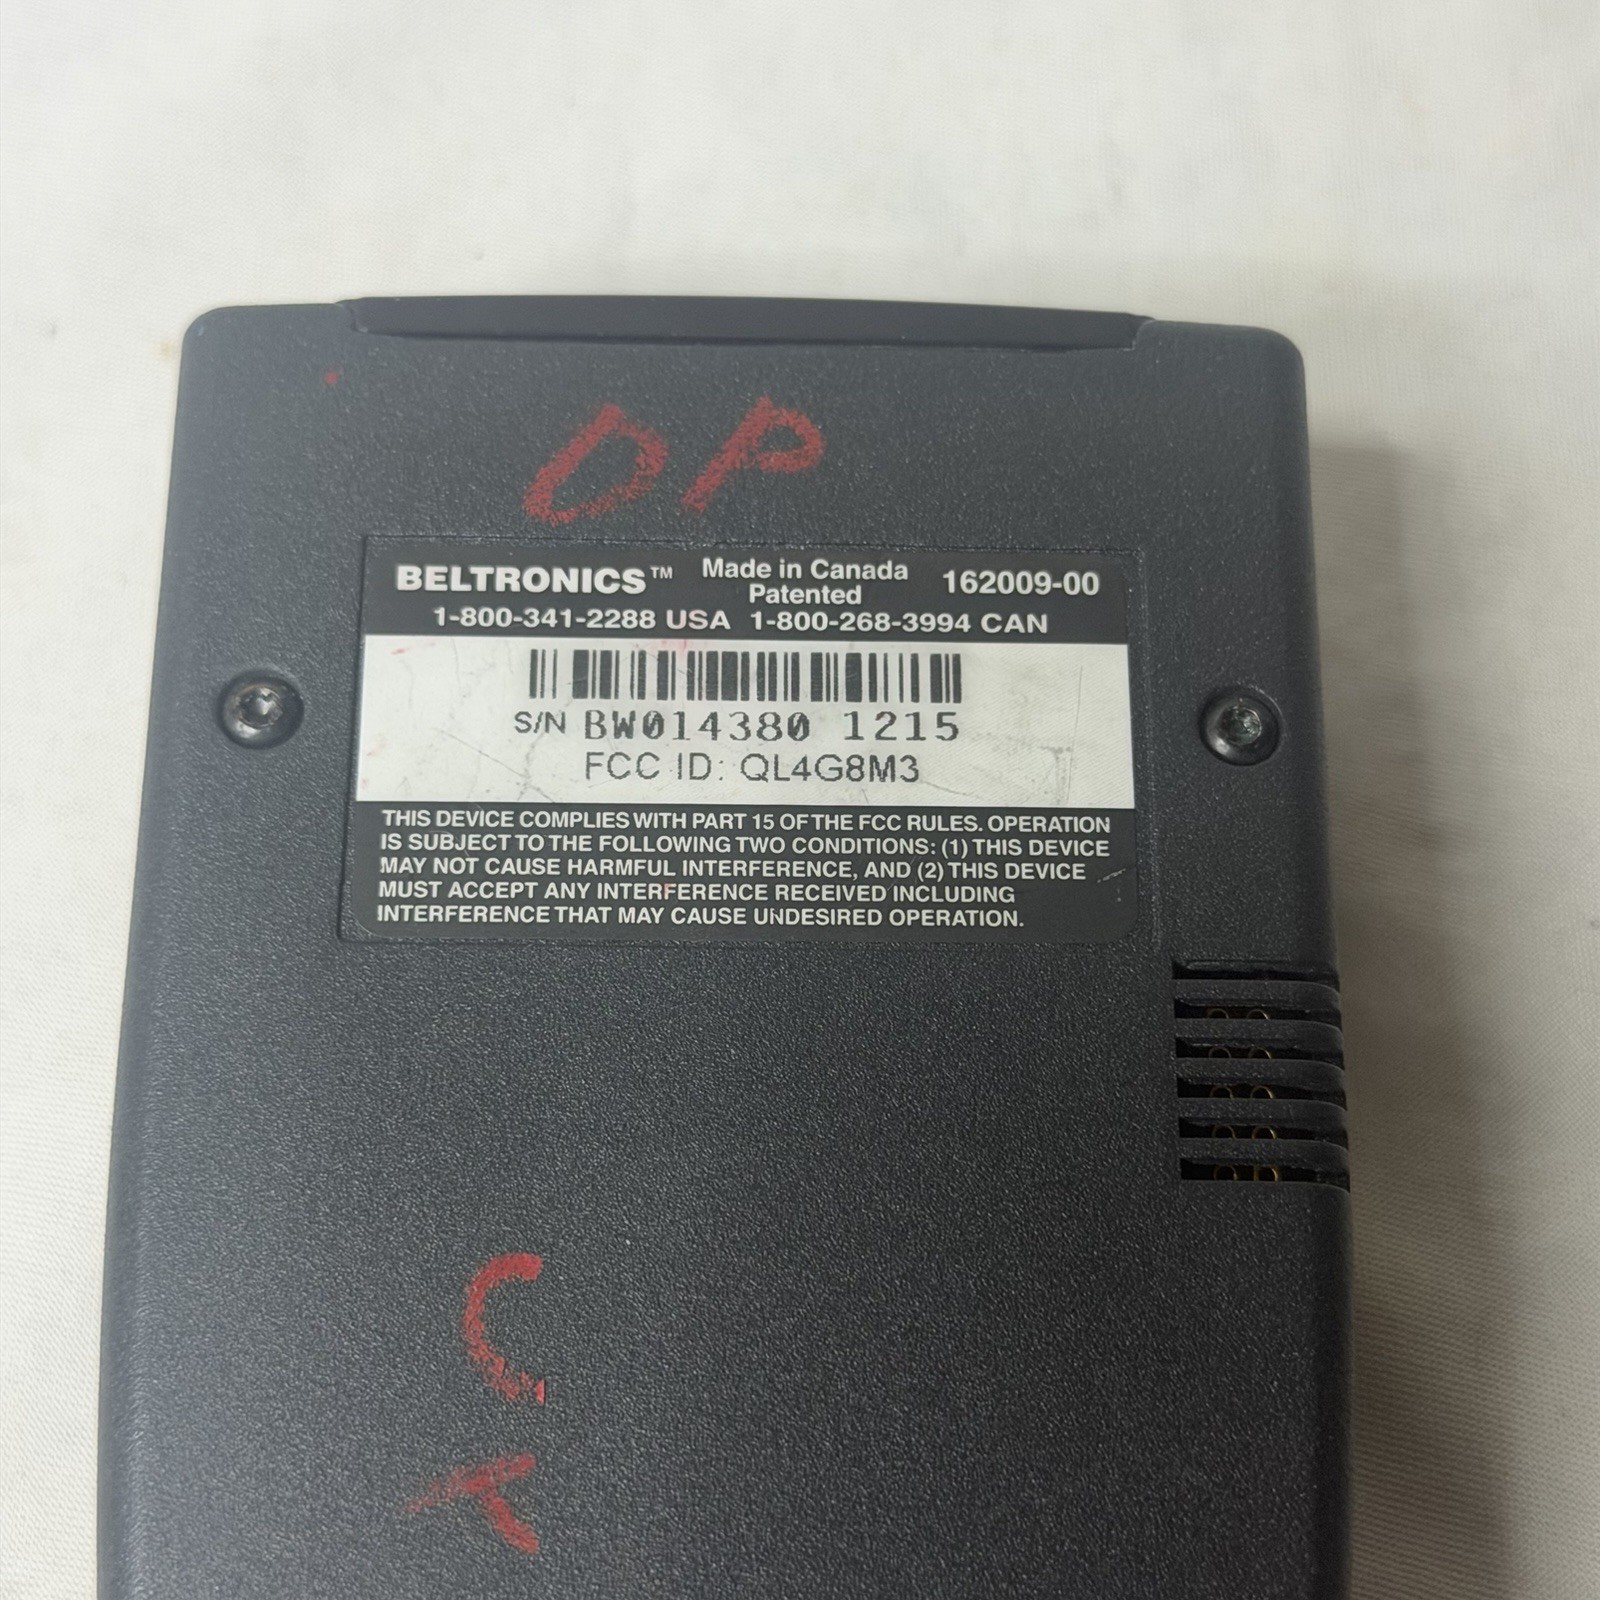 OP
BELTRONICS™ Made in Canada Patented 162009-00
1-800-341-2288 USA 1-800-268-3994 CAN
S/N BW014380 1215
FCC ID: QL4G8M3
THIS DEVICE COMPLIES WITH PART 15 OF THE FCC RULES. OPERATION
IS SUBJECT TO THE FOLLOWING TWO CONDITIONS: (1) THIS DEVICE
MAY NOT CAUSE HARMFUL INTERFERENCE, AND (2) THIS DEVICE
MUST ACCEPT ANY INTERFERENCE RECEIVED INCLUDING
INTERFERENCE THAT MAY CAUSE UNDESIRED OPERATION.
CY